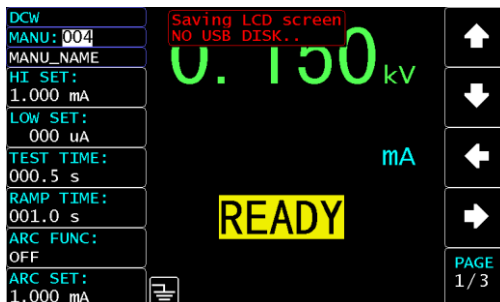 DCW
MANU: 004
MANU_NAME
HI SET:
1.000 mA
LOW SET:
000 uA
TEST TIME:
000.5 s
RAMP TIME:
001.0 s
ARC FUNC:
OFF
ARC SET:
1.000 mA
Saving LCD screen
NO USB DISK..
0.150 kV
mA
READY
PAGE
1/3